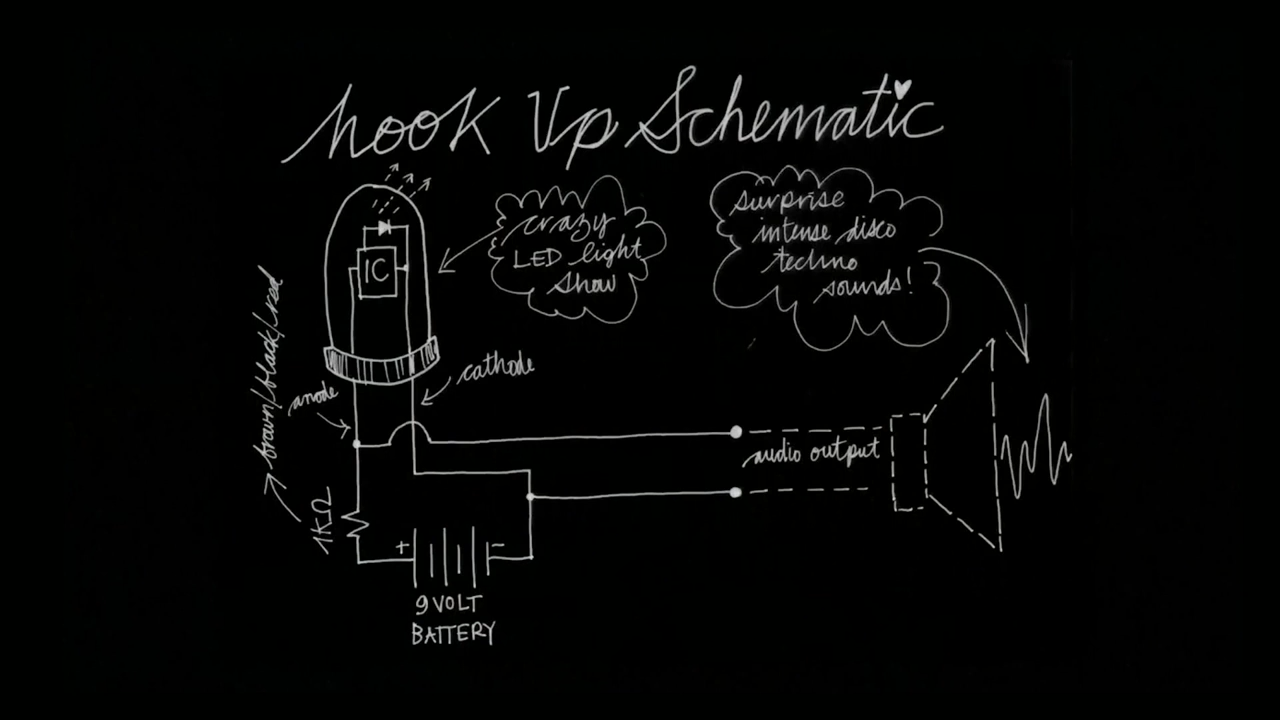 Hook Up Schematic
crazy
LED light
show
surprise
intense disco
techno
sounds!
IC
brown/black/red
anode
cathode
audio output
1KΩ
+
-
9 VOLT
BATTERY